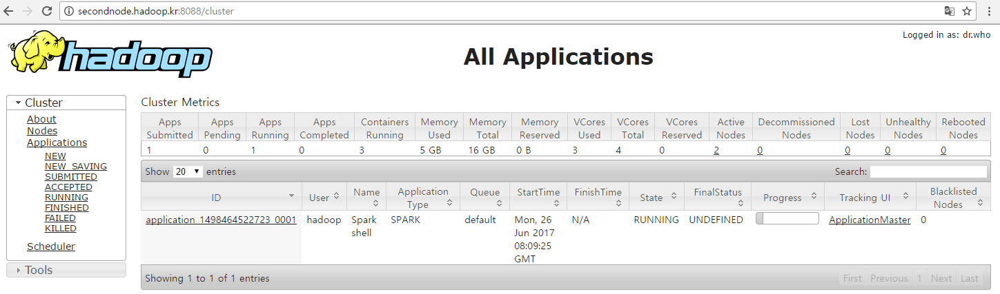 secondnode.hadoop.kr:8088/cluster
Logged in as: dr.who
hadoop
All Applications
Cluster
About
Nodes
Applications
NEW
NEW_SAVING
SUBMITTED
ACCEPTED
RUNNING
FINISHED
FAILED
KILLED
Scheduler
Tools
Cluster Metrics
Apps Submitted Apps Pending Apps Running Apps Completed Containers Running Memory Used Memory Total Memory Reserved VCores Used VCores Total VCores Reserved Active Nodes Decommissioned Nodes Lost Nodes Unhealthy Nodes Rebooted Nodes
1 0 1 0 3 5 GB 16 GB 0 B 3 4 0 2 0 0 0 0
Show 20 entries Search:
ID User Name Application Type Queue StartTime FinishTime State FinalStatus Progress Tracking UI Blacklisted Nodes
application_1498464522723_0001 hadoop Spark shell SPARK default Mon, 26 Jun 2017 08:09:25 GMT N/A RUNNING UNDEFINED ApplicationMaster 0
Showing 1 to 1 of 1 entries First Previous 1 Next Last